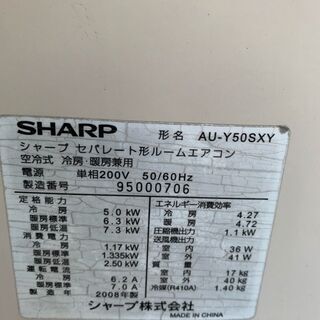 SHARP 形名 AU-Y50SXY
シャープ セパレート形ルームエアコン
空冷式 冷房・暖房兼用
電源 単相200V 50/60Hz
製造番号 95000706
定格能力
冷房 5.0 kW
暖房標準 6.3 kW
暖房低温 7.3 kW
消費電力
冷房 1.17 kW
暖房標準 1.335kW
暖房低温 2.50 kW
運転電流
冷房 6.2 A
暖房 7.0 A
2008年製
エネルギー消費効率
冷房 4.27
暖房 4.72
圧縮機出力 1.1 kW
送風機出力
室内 36 W
室外 41 W
室内 17 kg
室外 40 kg
冷媒(R410A) 1.40 kg
シャープ株式会社
MADE IN CHINA